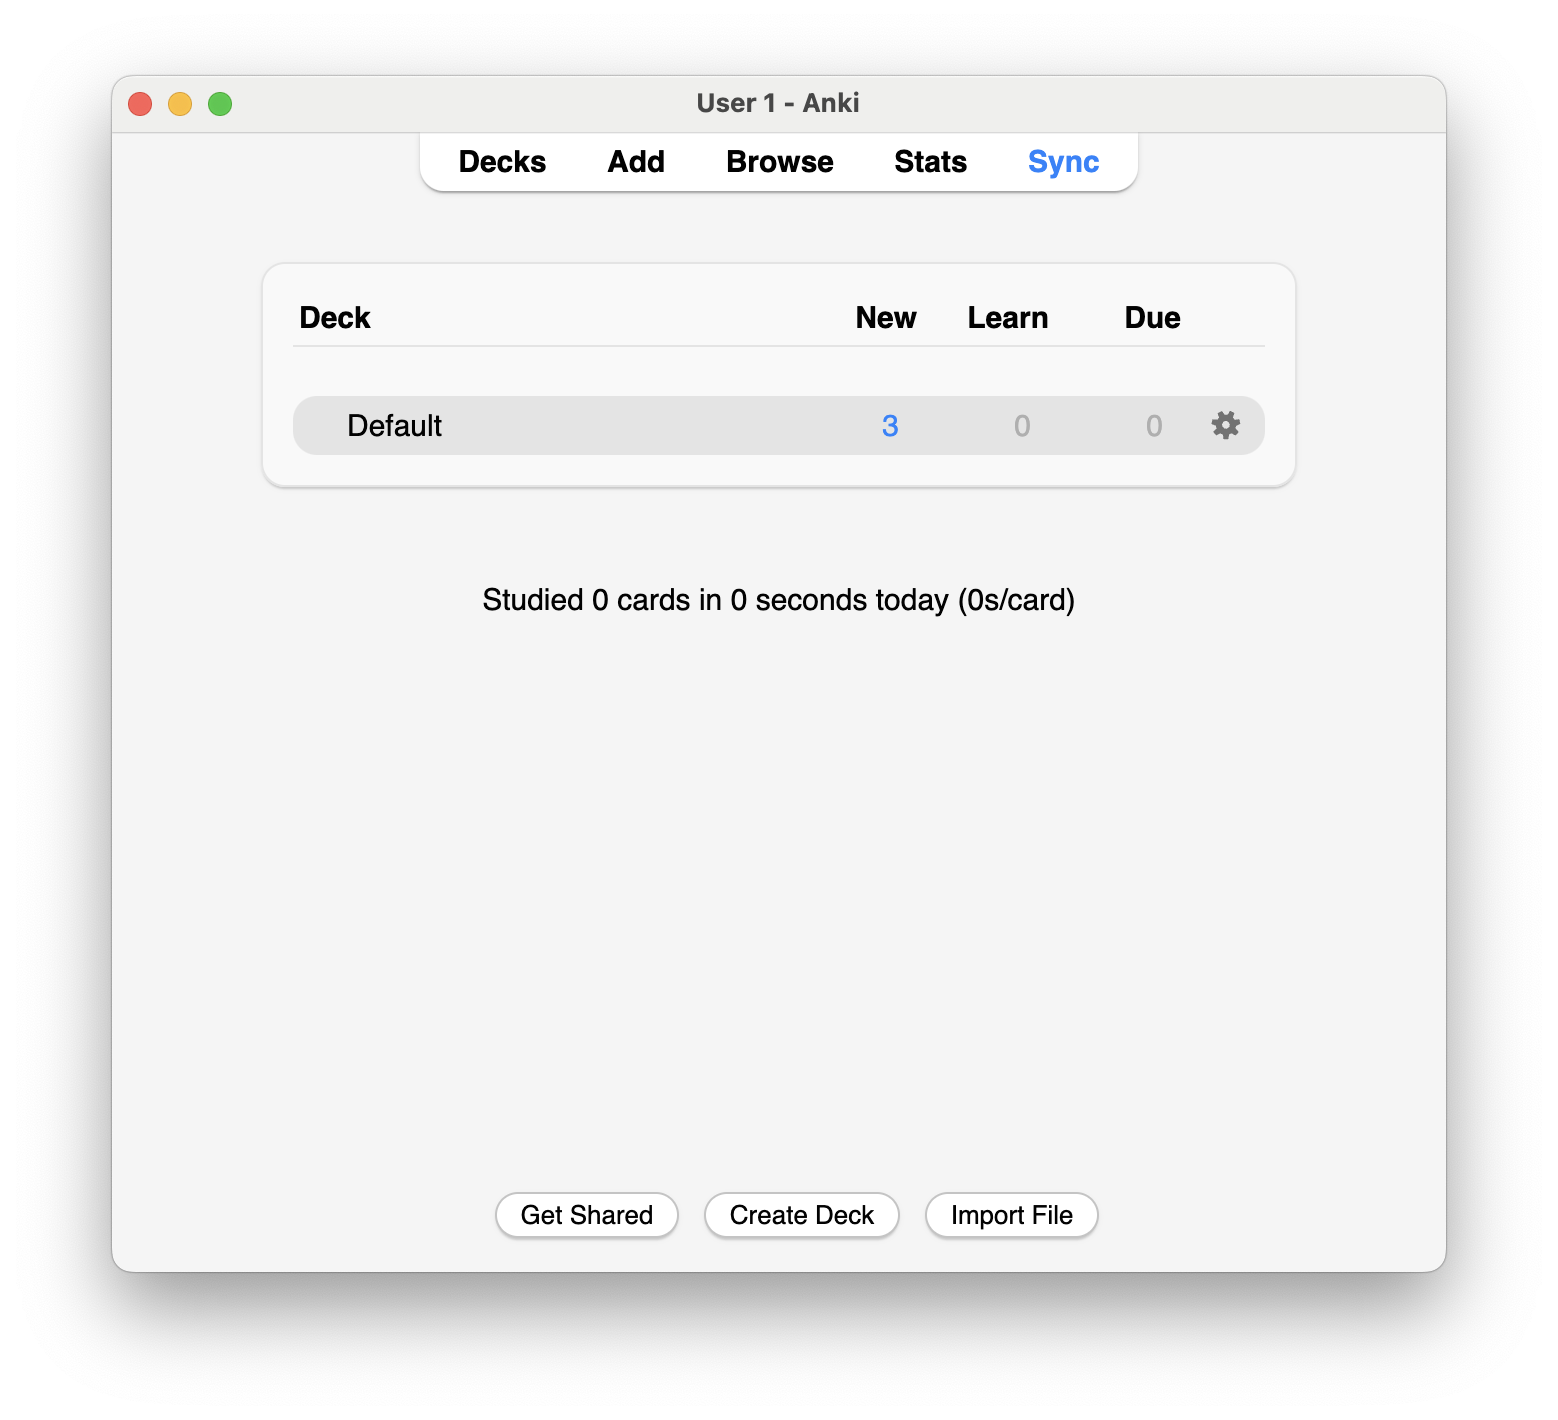 User 1 - Anki
Decks Add Browse Stats Sync
Deck New Learn Due
Default 3 0 0
Studied 0 cards in 0 seconds today (0s/card)
Get Shared Create Deck Import File